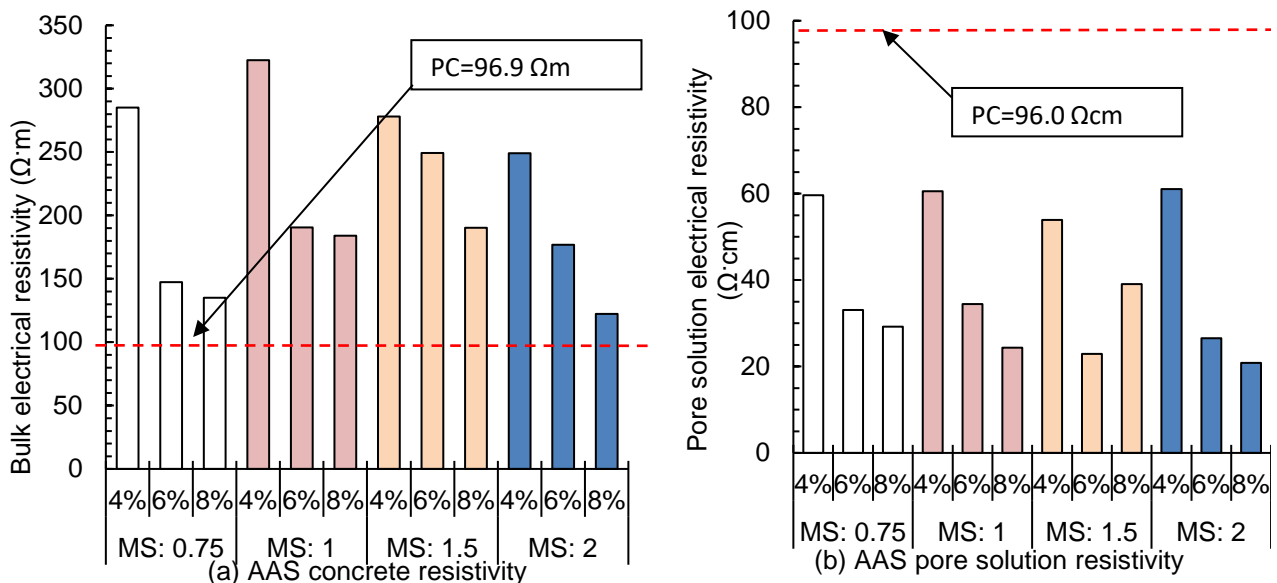 Bulk electrical resistivity (Ω·m)
350
300
250
200
150
100
50
0
PC=96.9 Ωm
4% 6% 8% 4% 6% 8% 4% 6% 8% 4% 6% 8%
MS: 0.75 MS: 1 MS: 1.5 MS: 2
(a) AAS concrete resistivity
Pore solution electrical resistivity
(Ω·cm)
100
80
60
40
20
0
PC=96.0 Ωcm
4% 6% 8% 4% 6% 8% 4% 6% 8% 4% 6% 8%
MS: 0.75 MS: 1 MS: 1.5 MS: 2
(b) AAS pore solution resistivity